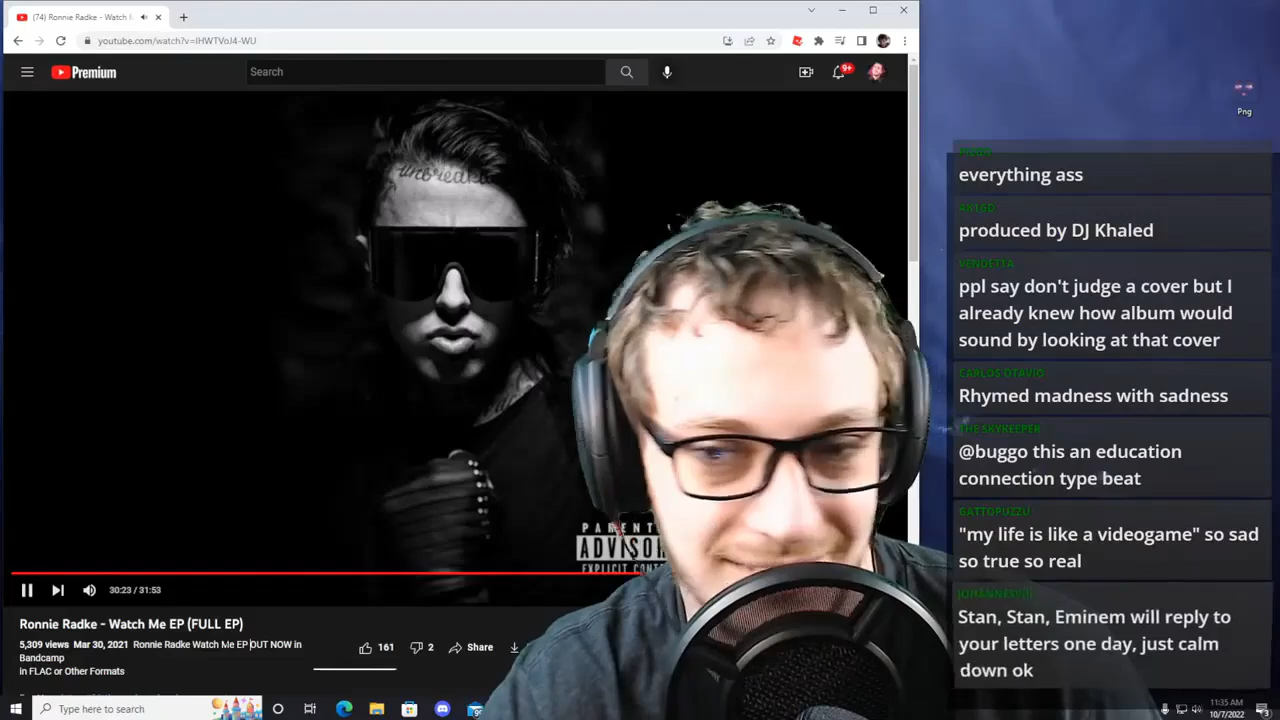 (74) Ronnie Radke - Watch M
youtube.com/watch?v=IHWTVoJ4-WU
Premium
Search
9+
unbreakable
PARENT
ADVISOR
EXPLICIT CONT
30:23 / 31:53
Ronnie Radke - Watch Me EP (FULL EP)
5,309 views Mar 30, 2021 Ronnie Radke Watch Me EP OUT NOW in
Bandcamp
in FLAC or Other Formats
161
2
Share
Type here to search
Png
everything ass
produced by DJ Khaled
VENDETTA
ppl say don't judge a cover but I
already knew how album would
sound by looking at that cover
CARLOS OTAVIO
Rhymed madness with sadness
THE SKYKEEPER
@buggo this an education
connection type beat
GATTOPUZZU
"my life is like a videogame" so sad
so true so real
Stan, Stan, Eminem will reply to
your letters one day, just calm
down ok
11:35 AM
10/7/2022